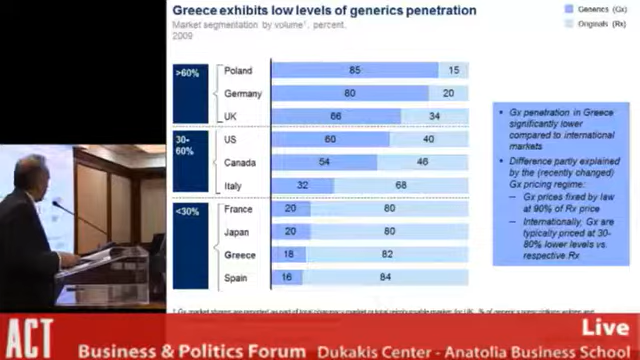 Greece exhibits low levels of generics penetration
Market segmentation by volume¹, percent.
2009
Generics (Gx)
Originals (Rx)
>60%
Poland 85 15
Germany 80 20
UK 66 34
30-
60%
US 60 40
Canada 54 46
Italy 32 68
<30%
France 20 80
Japan 20 80
Greece 18 82
Spain 16 84
• Gx penetration in Greece
significantly lower
compared to international
markets
• Difference partly explained
by the (recently changed)
Gx pricing regime:
– Gx prices fixed by law
at 90% of Rx price
– Internationally, Gx are
typically priced at 30-
80% lower levels vs.
respective Rx
Live
ACT
Business & Politics Forum Dukakis Center - Anatolia Business School